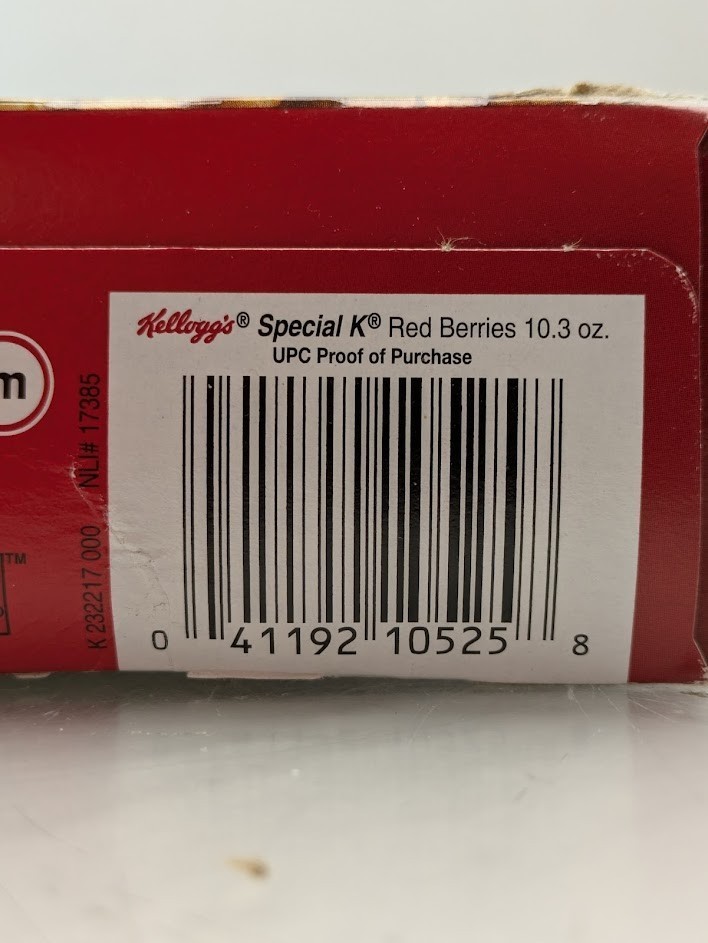 Kellogg's® Special K® Red Berries 10.3 oz.
UPC Proof of Purchase
0 41192 10525 8
K 232217 000 NLI# 17385
m
TM